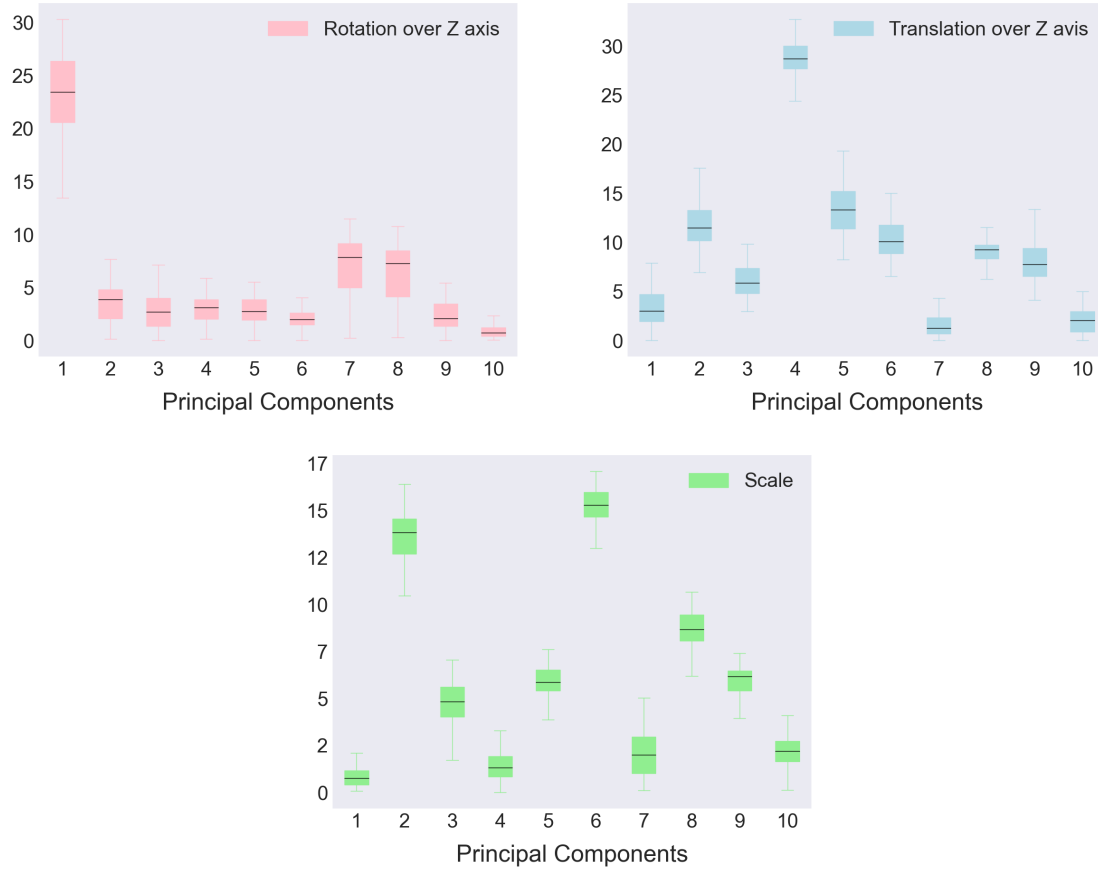 Rotation over Z axis
30
25
20
15
10
5
0
1 2 3 4 5 6 7 8 9 10
Principal Components
Translation over Z avis
30
25
20
15
10
5
0
1 2 3 4 5 6 7 8 9 10
Principal Components
Scale
17
15
12
10
7
5
2
0
1 2 3 4 5 6 7 8 9 10
Principal Components